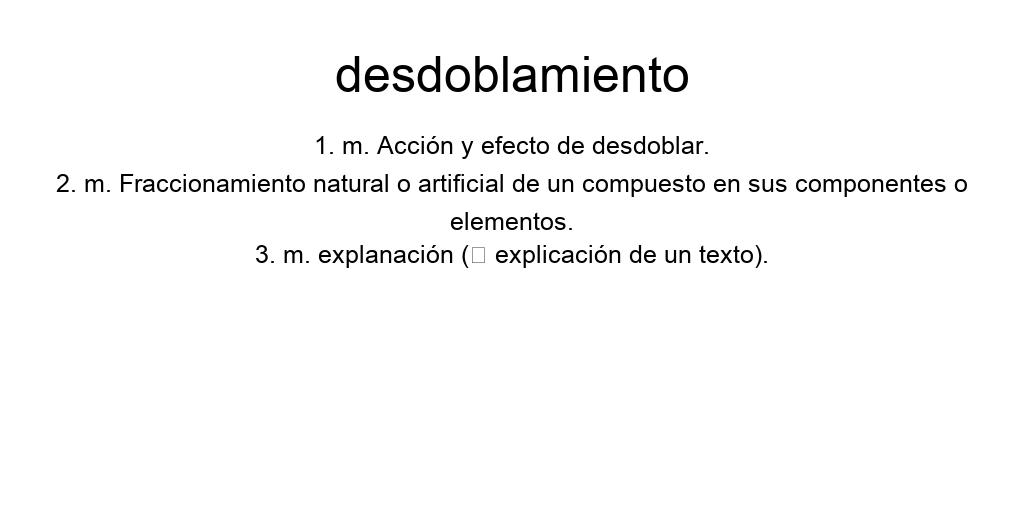 desdoblamiento
1. m. Acción y efecto de desdoblar.
2. m. Fraccionamiento natural o artificial de un compuesto en sus componentes o
elementos.
3. m. explanación (▯ explicación de un texto).